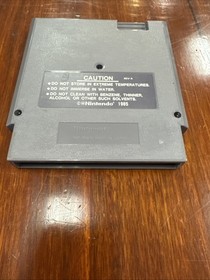 CAUTION
●DO NOT STORE IN EXTREME TEMPERATURES.
●DO NOT IMMERSE IN WATER.
●DO NOT CLEAN WITH BENZENE, THINNER,
ALCOHOL OR OTHER SUCH SOLVENTS.
Nintendo 1985